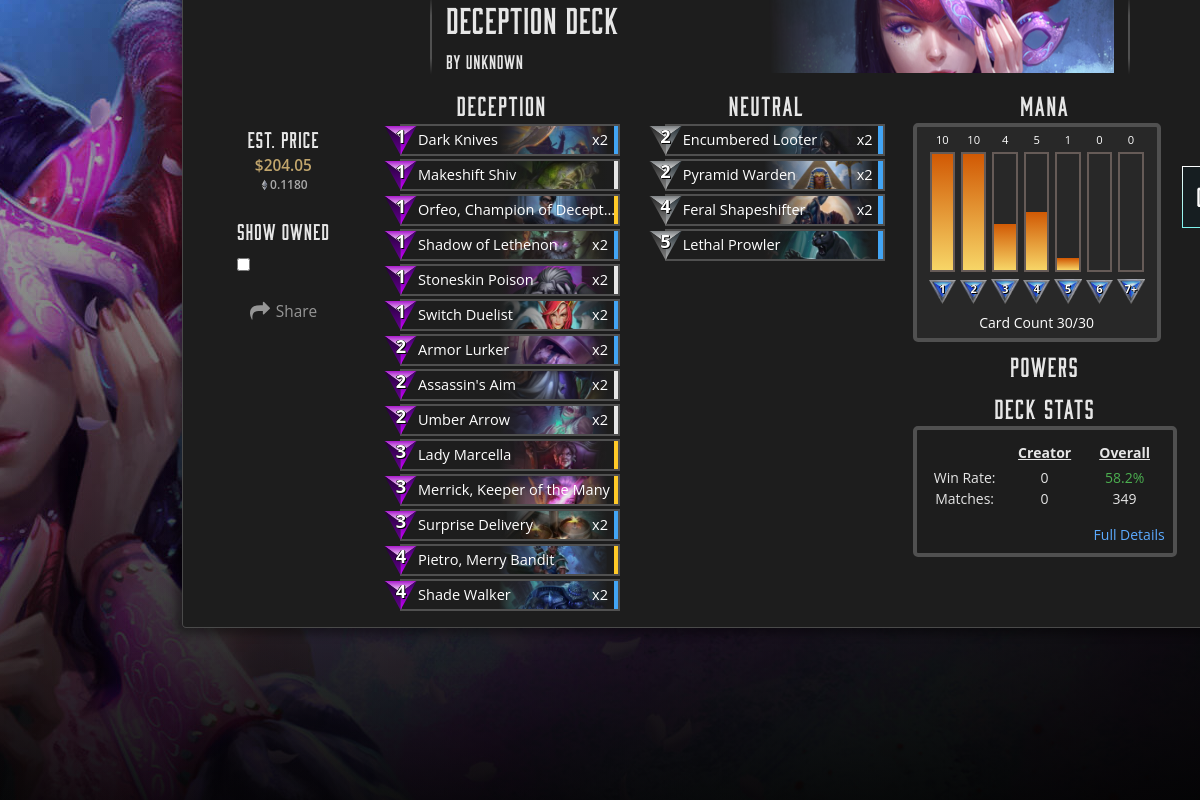 DECEPTION DECK
BY UNKNOWN
EST. PRICE
$204.05
0.1180
SHOW OWNED
Share
DECEPTION
1 Dark Knives x2
1 Makeshift Shiv
1 Orfeo, Champion of Decept...
1 Shadow of Lethenon x2
1 Stoneskin Poison x2
1 Switch Duelist x2
2 Armor Lurker x2
2 Assassin's Aim x2
2 Umber Arrow x2
3 Lady Marcella
3 Merrick, Keeper of the Many
3 Surprise Delivery x2
4 Pietro, Merry Bandit
4 Shade Walker x2
NEUTRAL
2 Encumbered Looter x2
2 Pyramid Warden x2
4 Feral Shapeshifter x2
5 Lethal Prowler
MANA
10 10 4 5 1 0 0
1 2 3 4 5 6 7+
Card Count 30/30
POWERS
DECK STATS
Creator Overall
Win Rate: 0 58.2%
Matches: 0 349
Full Details